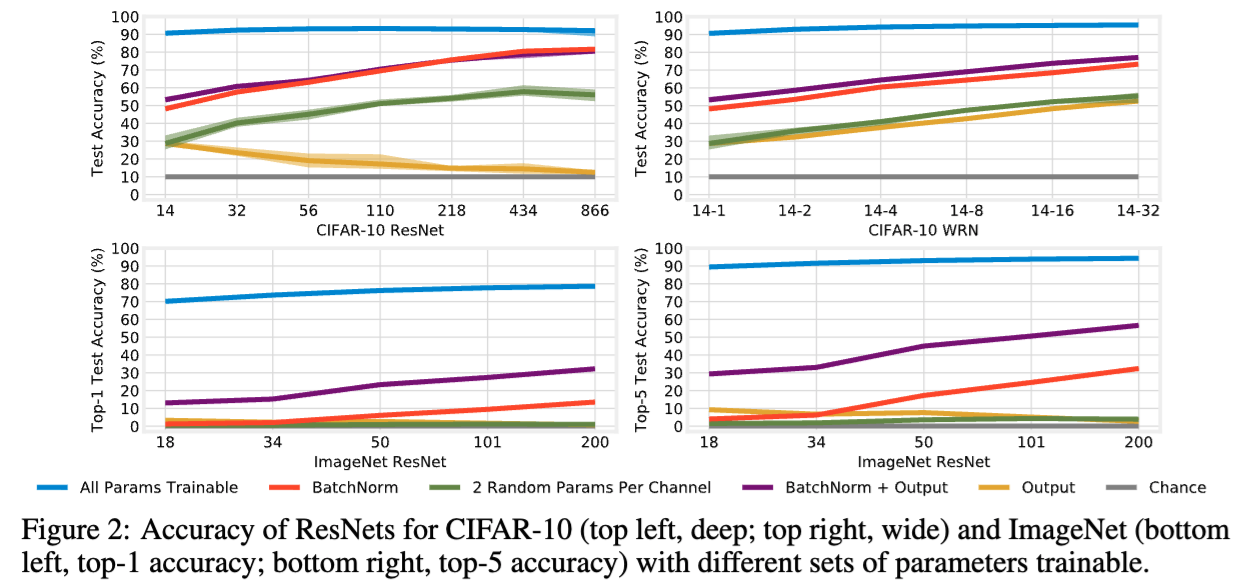 Test Accuracy (%)
100
90
80
70
60
50
40
30
20
10
0
14 32 56 110 218 434 866
CIFAR-10 ResNet
Test Accuracy (%)
100
90
80
70
60
50
40
30
20
10
0
14-1 14-2 14-4 14-8 14-16 14-32
CIFAR-10 WRN
Top-1 Test Accuracy (%)
100
90
80
70
60
50
40
30
20
10
0
18 34 50 101 200
ImageNet ResNet
Top-5 Test Accuracy (%)
100
90
80
70
60
50
40
30
20
10
0
18 34 50 101 200
ImageNet ResNet
All Params Trainable BatchNorm 2 Random Params Per Channel BatchNorm + Output Output Chance
Figure 2: Accuracy of ResNets for CIFAR-10 (top left, deep; top right, wide) and ImageNet (bottom
left, top-1 accuracy; bottom right, top-5 accuracy) with different sets of parameters trainable.